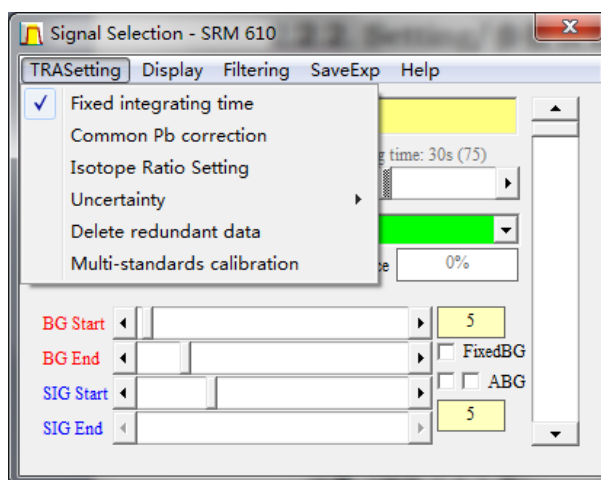 Signal Selection - SRM 610
TRASetting Display Filtering SaveExp Help
Fixed integrating time
Common Pb correction
time: 30s (75)
Isotope Ratio Setting
Uncertainty
Delete redundant data
Multi-standards calibration
0%
BG Start
5
BG End
FixedBG
SIG Start
ABG
5
SIG End